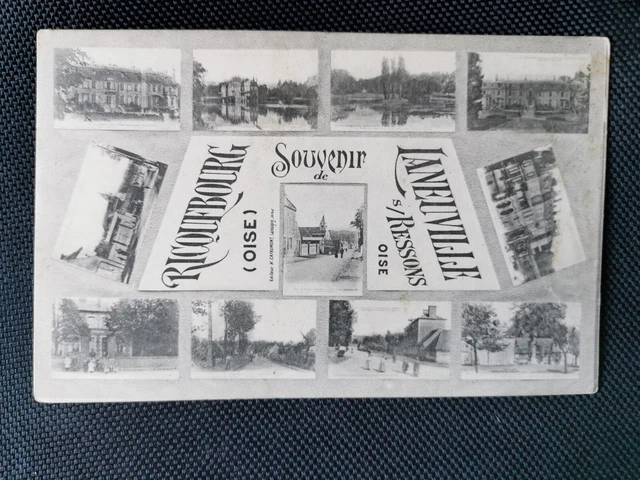 Souvenir
de
RICQUEBOURG
(OISE)
LANEUVILLE
S/RESSONS
OISE